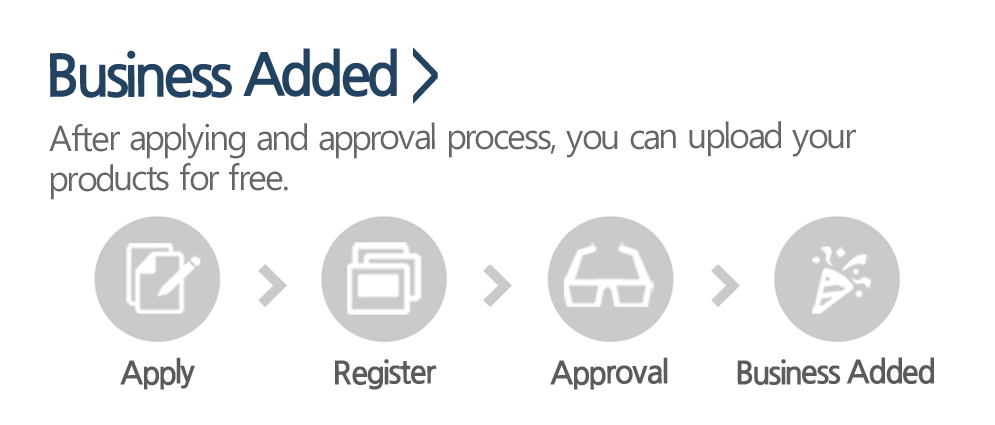 Business Added >
After applying and approval process, you can upload your
products for free.
Apply
Register
Approval
Business Added